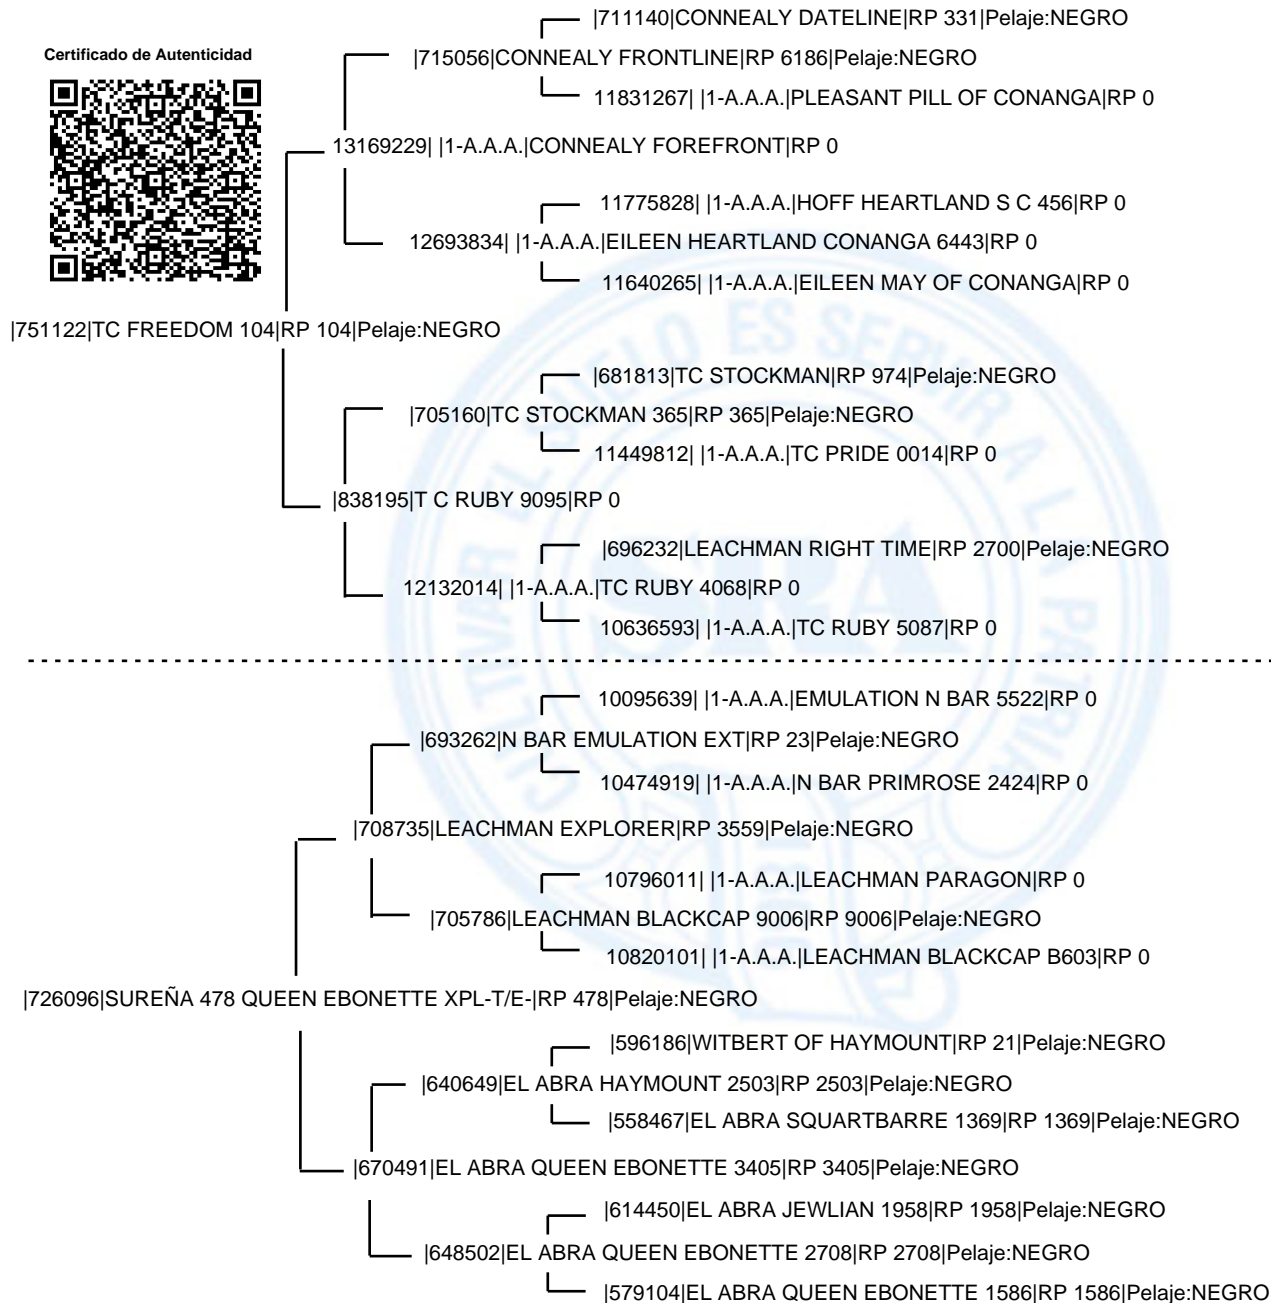 |711140|CONNEALY DATELINE|RP 331|Pelaje:NEGRO
Certificado de Autenticidad
|715056|CONNEALY FRONTLINE|RP 6186|Pelaje:NEGRO
11831267| |1-A.A.A.|PLEASANT PILL OF CONANGA|RP 0
13169229| |1-A.A.A.|CONNEALY FOREFRONT|RP 0
11775828| |1-A.A.A.|HOFF HEARTLAND S C 456|RP 0
12693834| |1-A.A.A.|EILEEN HEARTLAND CONANGA 6443|RP 0
11640265| |1-A.A.A.|EILEEN MAY OF CONANGA|RP 0
|751122|TC FREEDOM 104|RP 104|Pelaje:NEGRO
|681813|TC STOCKMAN|RP 974|Pelaje:NEGRO
|705160|TC STOCKMAN 365|RP 365|Pelaje:NEGRO
11449812| |1-A.A.A.|TC PRIDE 0014|RP 0
|838195|T C RUBY 9095|RP 0
|696232|LEACHMAN RIGHT TIME|RP 2700|Pelaje:NEGRO
12132014| |1-A.A.A.|TC RUBY 4068|RP 0
10636593| |1-A.A.A.|TC RUBY 5087|RP 0
10095639| |1-A.A.A.|EMULATION N BAR 5522|RP 0
|693262|N BAR EMULATION EXT|RP 23|Pelaje:NEGRO
10474919| |1-A.A.A.|N BAR PRIMROSE 2424|RP 0
|708735|LEACHMAN EXPLORER|RP 3559|Pelaje:NEGRO
10796011| |1-A.A.A.|LEACHMAN PARAGON|RP 0
|705786|LEACHMAN BLACKCAP 9006|RP 9006|Pelaje:NEGRO
10820101| |1-A.A.A.|LEACHMAN BLACKCAP B603|RP 0
|726096|SUREÑA 478 QUEEN EBONETTE XPL-T/E-|RP 478|Pelaje:NEGRO
|596186|WITBERT OF HAYMOUNT|RP 21|Pelaje:NEGRO
|640649|EL ABRA HAYMOUNT 2503|RP 2503|Pelaje:NEGRO
|558467|EL ABRA SQUARTBARRE 1369|RP 1369|Pelaje:NEGRO
|670491|EL ABRA QUEEN EBONETTE 3405|RP 3405|Pelaje:NEGRO
|614450|EL ABRA JEWLIAN 1958|RP 1958|Pelaje:NEGRO
|648502|EL ABRA QUEEN EBONETTE 2708|RP 2708|Pelaje:NEGRO
|579104|EL ABRA QUEEN EBONETTE 1586|RP 1586|Pelaje:NEGRO
CULTIVAR EL SUELO ES SERVIR A LA PATRIA
SRA
1866